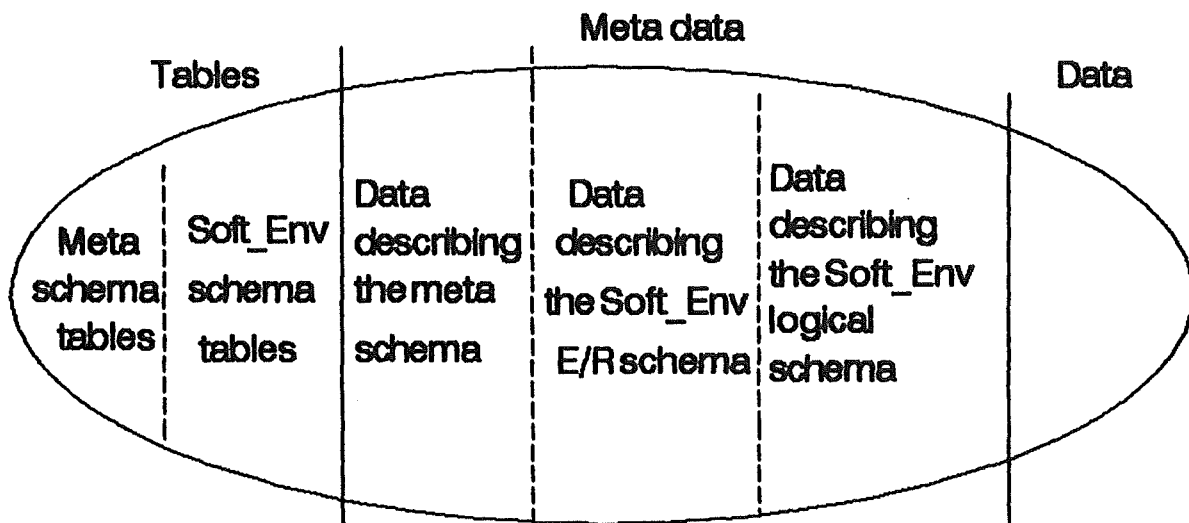 Meta data
Tables
Data
Meta
schema
tables
Soft_Env
schema
tables
Data
describing
the meta
schema
Data
describing
the Soft_Env
E/R schema
Data
describing
the Soft_Env
logical
schema